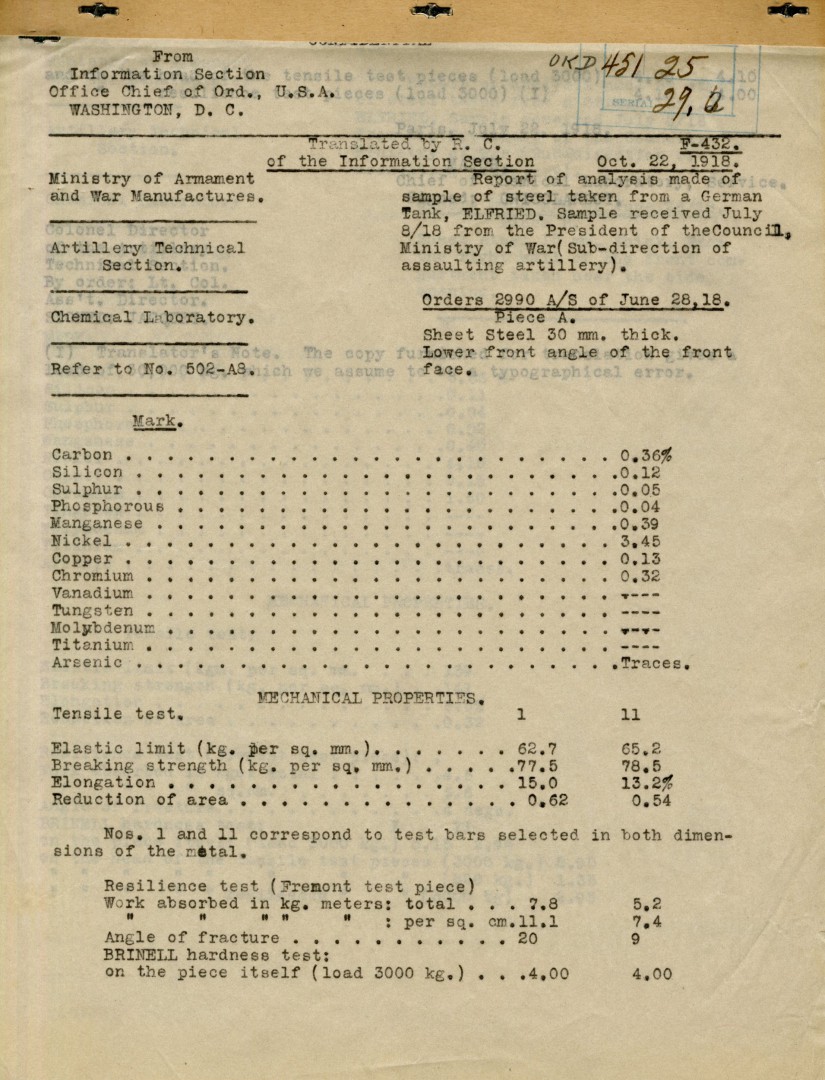 CONFIDENTIAL
From
Information Section
Office Chief of Ord., U.S.A.
WASHINGTON, D. C.
OKD 451 25
SERIAL 29.6
Translated by R. C. F-432.
of the Information Section Oct. 22, 1918.
Ministry of Armament
and War Manufactures.
Artillery Technical
Section.
Chemical Laboratory.
Refer to No. 502-AS.
Report of analysis made of
sample of steel taken from a German
Tank, ELFRIED. Sample received July
8/18 from the President of theCouncil,
Ministry of War(Sub-direction of
assaulting artillery).
Orders 2990 A/S of June 28,18.
Piece A.
Sheet Steel 30 mm. thick.
Lower front angle of the front
face.
Mark.
Carbon . . . . . . . . . . . . . . . . . . . . . . . . 0.36%
Silicon . . . . . . . . . . . . . . . . . . . . . . . .0.12
Sulphur . . . . . . . . . . . . . . . . . . . . . . . .0.05
Phosphorous . . . . . . . . . . . . . . . . . . . . . .0.04
Manganese . . . . . . . . . . . . . . . . . . . . . . .0.39
Nickel . . . . . . . . . . . . . . . . . . . . . . . . 3.45
Copper . . . . . . . . . . . . . . . . . . . . . . . . 0.13
Chromium . . . . . . . . . . . . . . . . . . . . . . . 0.32
Vanadium . . . . . . . . . . . . . . . . . . . . . . . ----
Tungsten . . . . . . . . . . . . . . . . . . . . . . . ----
Molybdenum . . . . . . . . . . . . . . . . . . . . . . ----
Titanium . . . . . . . . . . . . . . . . . . . . . . . ----
Arsenic . . . . . . . . . . . . . . . . . . . . . . . .Traces.
MECHANICAL PROPERTIES.
Tensile test. 1 11
Elastic limit (kg. per sq. mm.). . . . . . . 62.7 65.2
Breaking strength (kg. per sq. mm.) . . . . .77.5 78.5
Elongation . . . . . . . . . . . . . . . . . 15.0 13.2%
Reduction of area . . . . . . . . . . . . . . 0.62 0.54
Nos. 1 and 11 correspond to test bars selected in both dimen-
sions of the metal.
Resilience test (Fremont test piece)
Work absorbed in kg. meters: total . . . 7.8 5.2
" " " " " : per sq. cm.11.1 7.4
Angle of fracture . . . . . . . . . . . 20 9
BRINELL hardness test:
on the piece itself (load 3000 kg.) . . .4.00 4.00